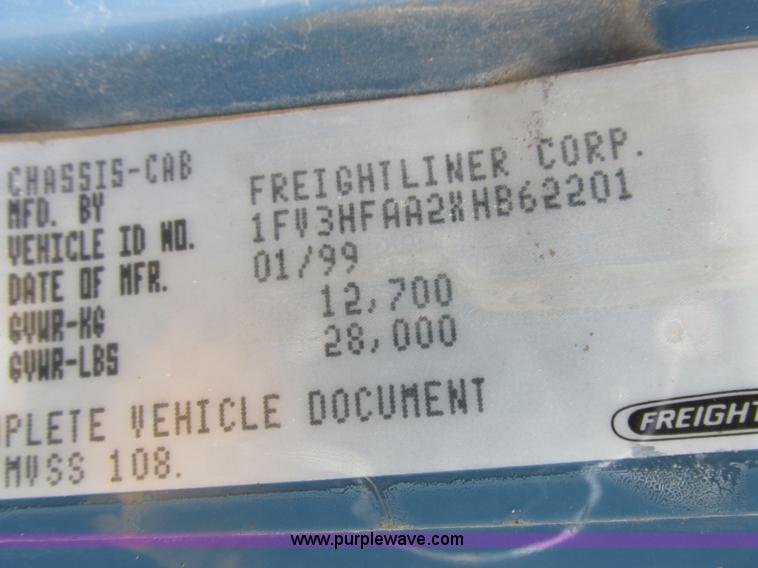 CHASSIS-CAB
MFD. BY FREIGHTLINER CORP.
VEHICLE ID NO. 1FV3HFAA2XHB62201
DATE OF MFR. 01/99
GVWR-KG 12,700
GVWR-LBS 28,000
MPLETE VEHICLE DOCUMENT
MVSS 108.
FREIGHT
www.purplewave.com